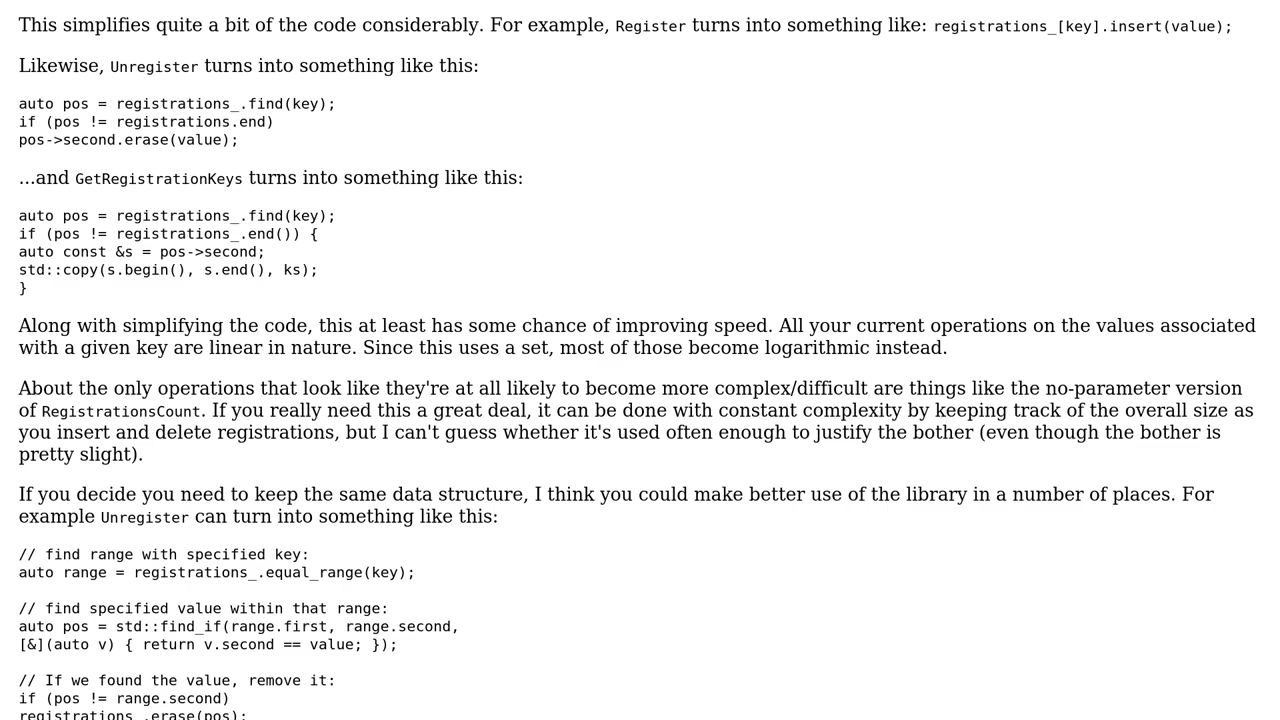 This simplifies quite a bit of the code considerably. For example, Register turns into something like: registrations_[key].insert(value);
Likewise, Unregister turns into something like this:
auto pos = registrations_.find(key);
if (pos != registrations.end)
pos->second.erase(value);
...and GetRegistrationKeys turns into something like this:
auto pos = registrations_.find(key);
if (pos != registrations_.end()) {
auto const &s = pos->second;
std::copy(s.begin(), s.end(), ks);
}
Along with simplifying the code, this at least has some chance of improving speed. All your current operations on the values associated
with a given key are linear in nature. Since this uses a set, most of those become logarithmic instead.
About the only operations that look like they're at all likely to become more complex/difficult are things like the no-parameter version
of RegistrationsCount. If you really need this a great deal, it can be done with constant complexity by keeping track of the overall size as
you insert and delete registrations, but I can't guess whether it's used often enough to justify the bother (even though the bother is
pretty slight).
If you decide you need to keep the same data structure, I think you could make better use of the library in a number of places. For
example Unregister can turn into something like this:
// find range with specified key:
auto range = registrations_.equal_range(key);
// find specified value within that range:
auto pos = std::find_if(range.first, range.second,
[&](auto v) { return v.second == value; });
// If we found the value, remove it:
if (pos != range.second)
registrations_.erase(pos);